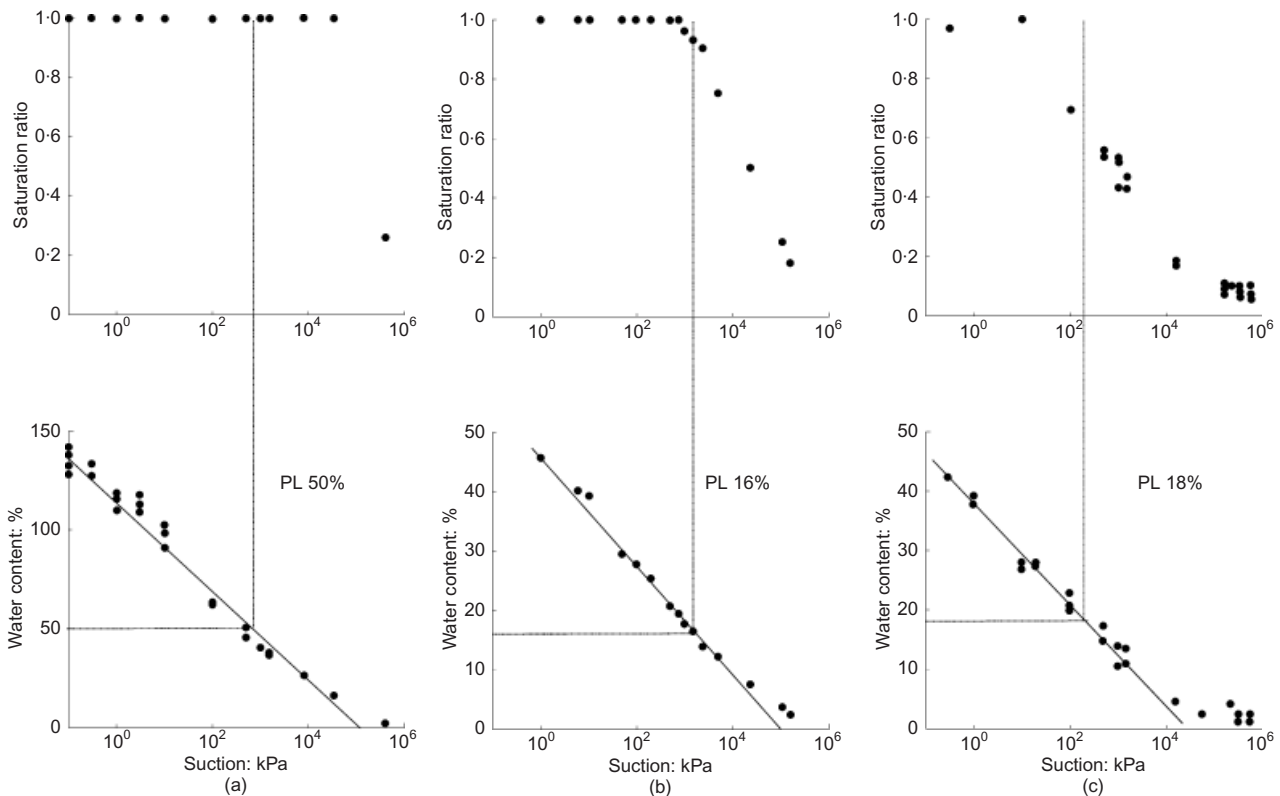 1·0
0·8
0·6
0·4
0·2
0
Saturation ratio
10^0 10^2 10^4 10^6
1·0
0·8
0·6
0·4
0·2
0
Saturation ratio
10^0 10^2 10^4 10^6
1·0
0·8
0·6
0·4
0·2
0
Saturation ratio
10^0 10^2 10^4 10^6
150
100
50
0
Water content: %
PL 50%
10^0 10^2 10^4 10^6
Suction: kPa
(a)
50
40
30
20
10
0
Water content: %
PL 16%
10^0 10^2 10^4 10^6
Suction: kPa
(b)
50
40
30
20
10
0
Water content: %
PL 18%
10^0 10^2 10^4 10^6
Suction: kPa
(c)